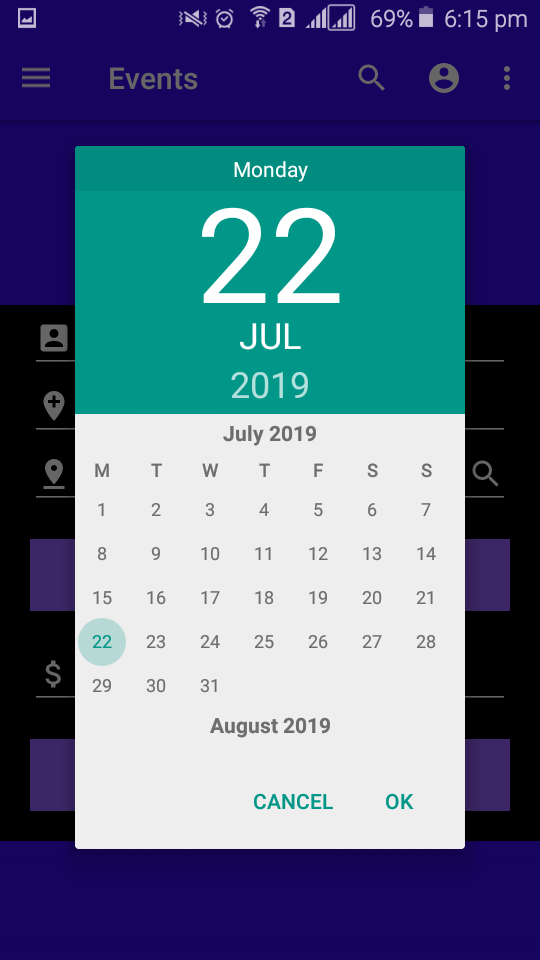 2 69% 6:15 pm
Events
Monday
22
JUL
2019
July 2019
M T W T F S S
1 2 3 4 5 6 7
8 9 10 11 12 13 14
15 16 17 18 19 20 21
22 23 24 25 26 27 28
29 30 31
August 2019
$
CANCEL OK